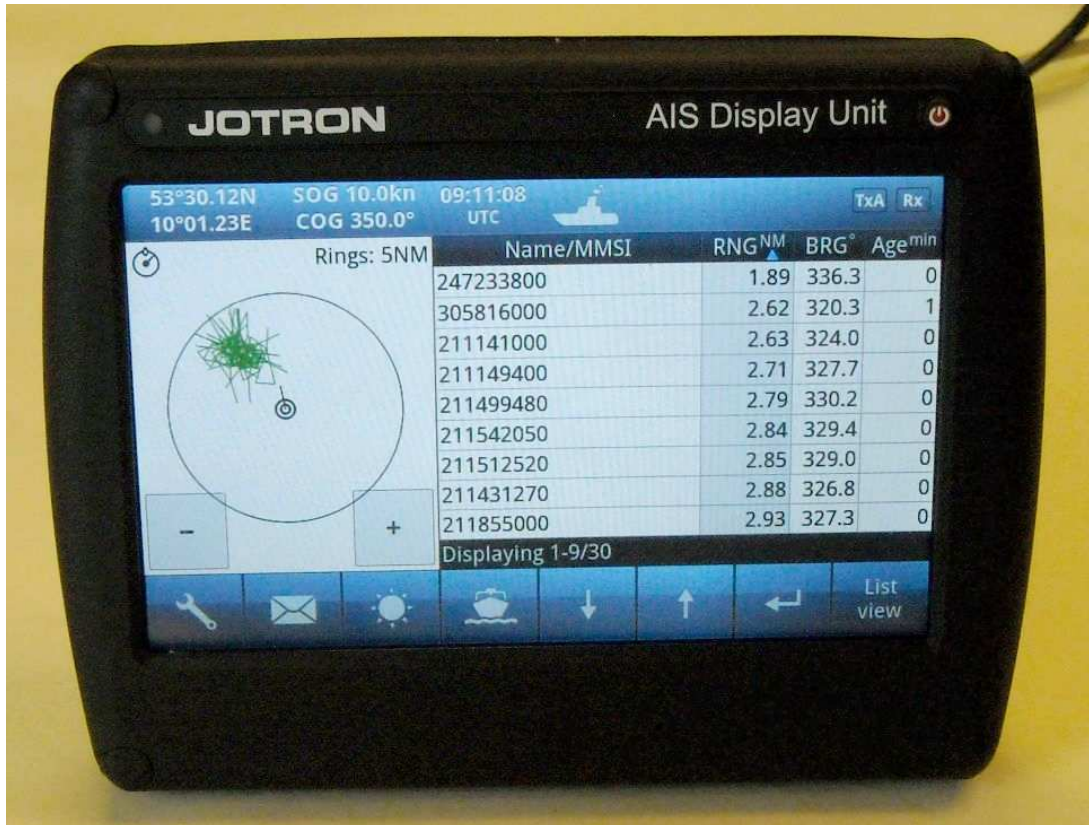 JOTRON AIS Display Unit
53°30.12N SOG 10.0kn 09:11:08 TxA Rx
10°01.23E COG 350.0° UTC
Rings: 5NM
Name/MMSI RNG NM BRG° Age min
247233800 1.89 336.3 0
305816000 2.62 320.3 1
211141000 2.63 324.0 0
211149400 2.71 327.7 0
211499480 2.79 330.2 0
211542050 2.84 329.4 0
211512520 2.85 329.0 0
211431270 2.88 326.8 0
211855000 2.93 327.3 0
- +
Displaying 1-9/30
List
view